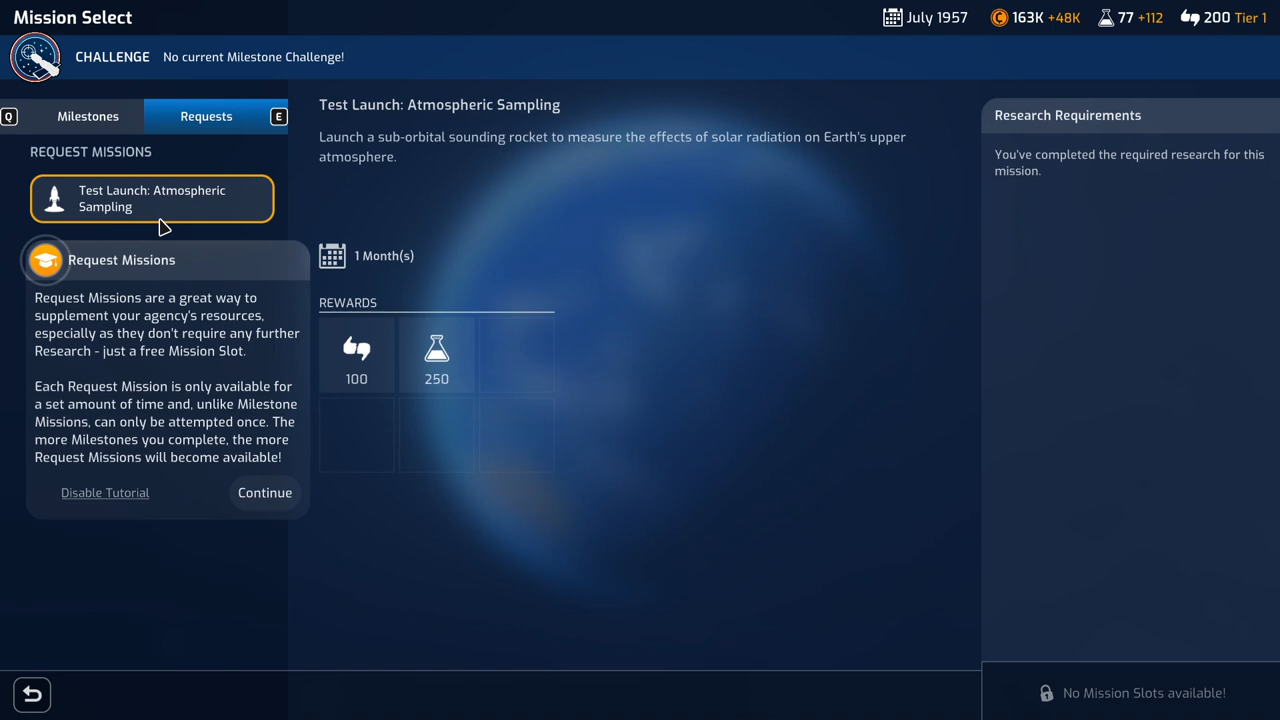 Mission Select
July 1957
163K +48K
77 +112
200 Tier 1
CHALLENGE No current Milestone Challenge!
Q Milestones Requests E
REQUEST MISSIONS
Test Launch: Atmospheric
Sampling
Request Missions
Request Missions are a great way to
supplement your agency's resources,
especially as they don't require any further
Research - just a free Mission Slot.
Each Request Mission is only available for
a set amount of time and, unlike Milestone
Missions, can only be attempted once. The
more Milestones you complete, the more
Request Missions will become available!
Disable Tutorial Continue
Test Launch: Atmospheric Sampling
Launch a sub-orbital sounding rocket to measure the effects of solar radiation on Earth's upper
atmosphere.
1 Month(s)
REWARDS
100 250
Research Requirements
You've completed the required research for this
mission.
No Mission Slots available!